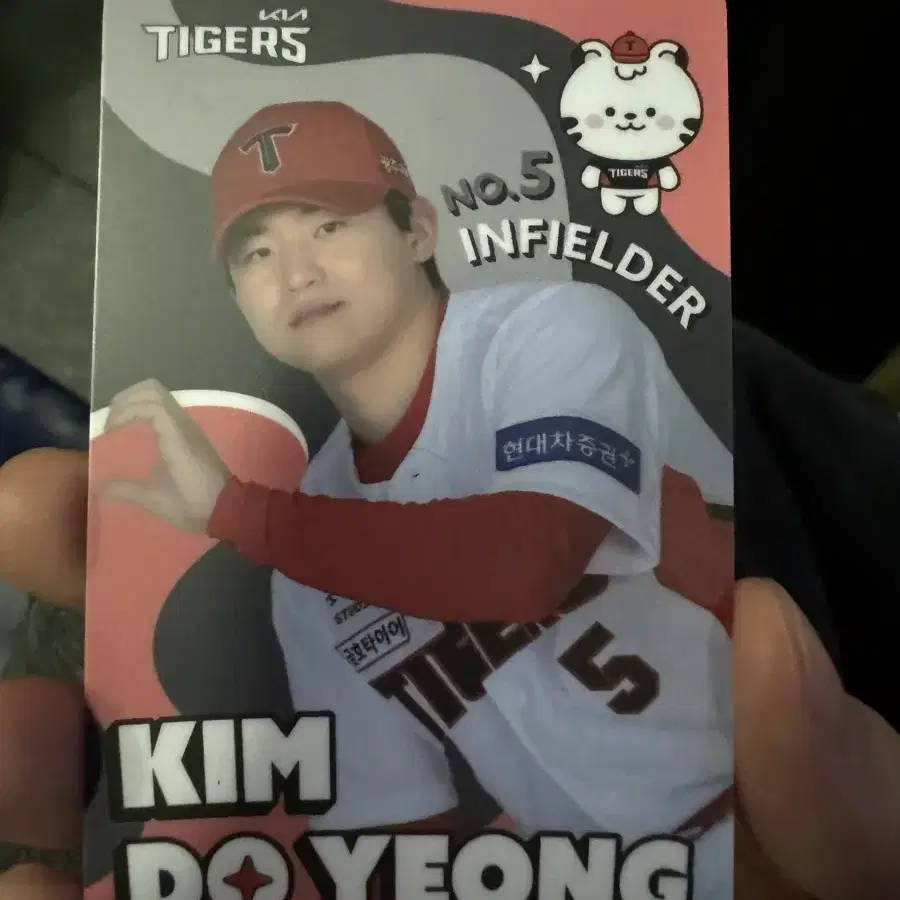 KIA
TIGERS
T
T
TIGERS
NO.5
INFIELDER
현대차증권
금호타이어
TIGERS
5
KIM
DO YEONG